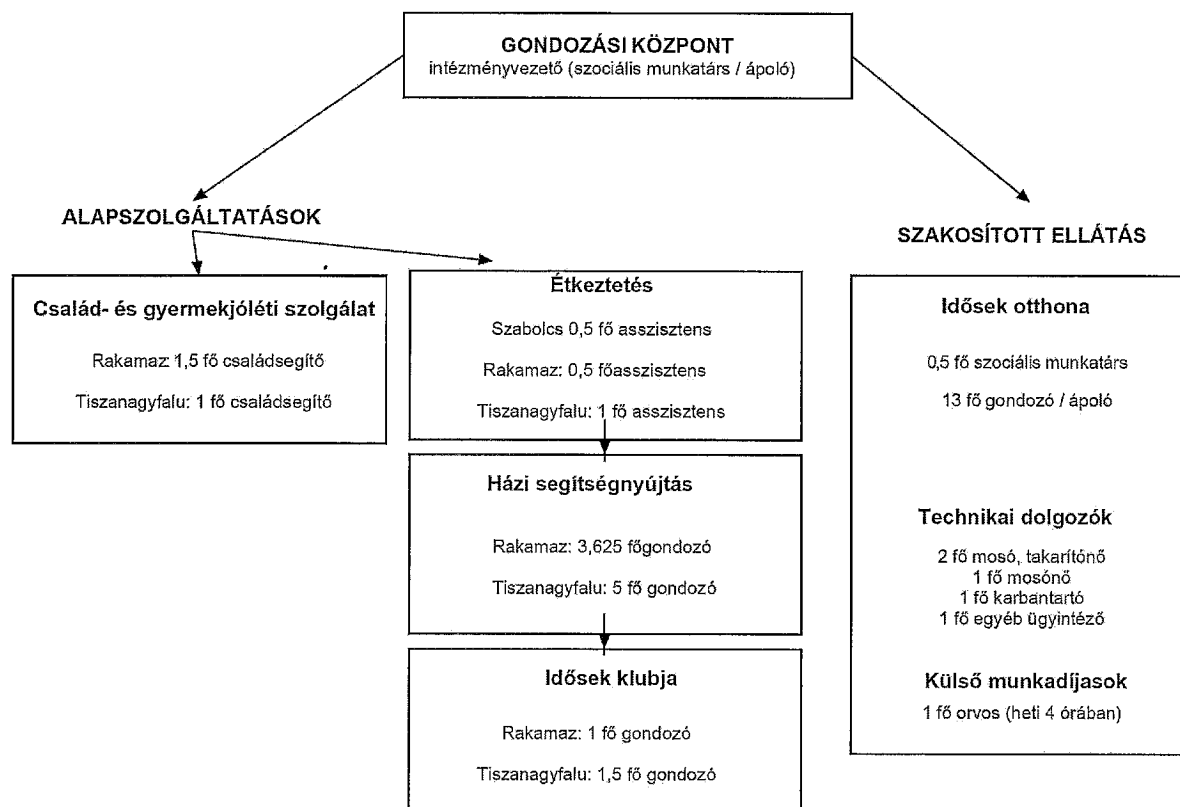 GONDOZÁSI KÖZPONT
intézményvezető (szociális munkatárs / ápoló)
ALAPSZOLGÁLTATÁSOK
Család- és gyermekjóléti szolgálat
Rakamaz: 1,5 fő családsegítő
Tiszanagyfalu: 1 fő családsegítő
Étkeztetés
Szabolcs 0,5 fő asszisztens
Rakamaz: 0,5 főasszisztens
Tiszanagyfalu: 1 fő asszisztens
Házi segítségnyújtás
Rakamaz: 3,625 főgondozó
Tiszanagyfalu: 5 fő gondozó
Idősek klubja
Rakamaz: 1 fő gondozó
Tiszanagyfalu: 1,5 fő gondozó
SZAKOSÍTOTT ELLÁTÁS
Idősek otthona
0,5 fő szociális munkatárs
13 fő gondozó / ápoló
Technikai dolgozók
2 fő mosó, takarítónő
1 fő mosónő
1 fő karbantartó
1 fő egyéb ügyintéző
Külső munkadíjasok
1 fő orvos (heti 4 órában)